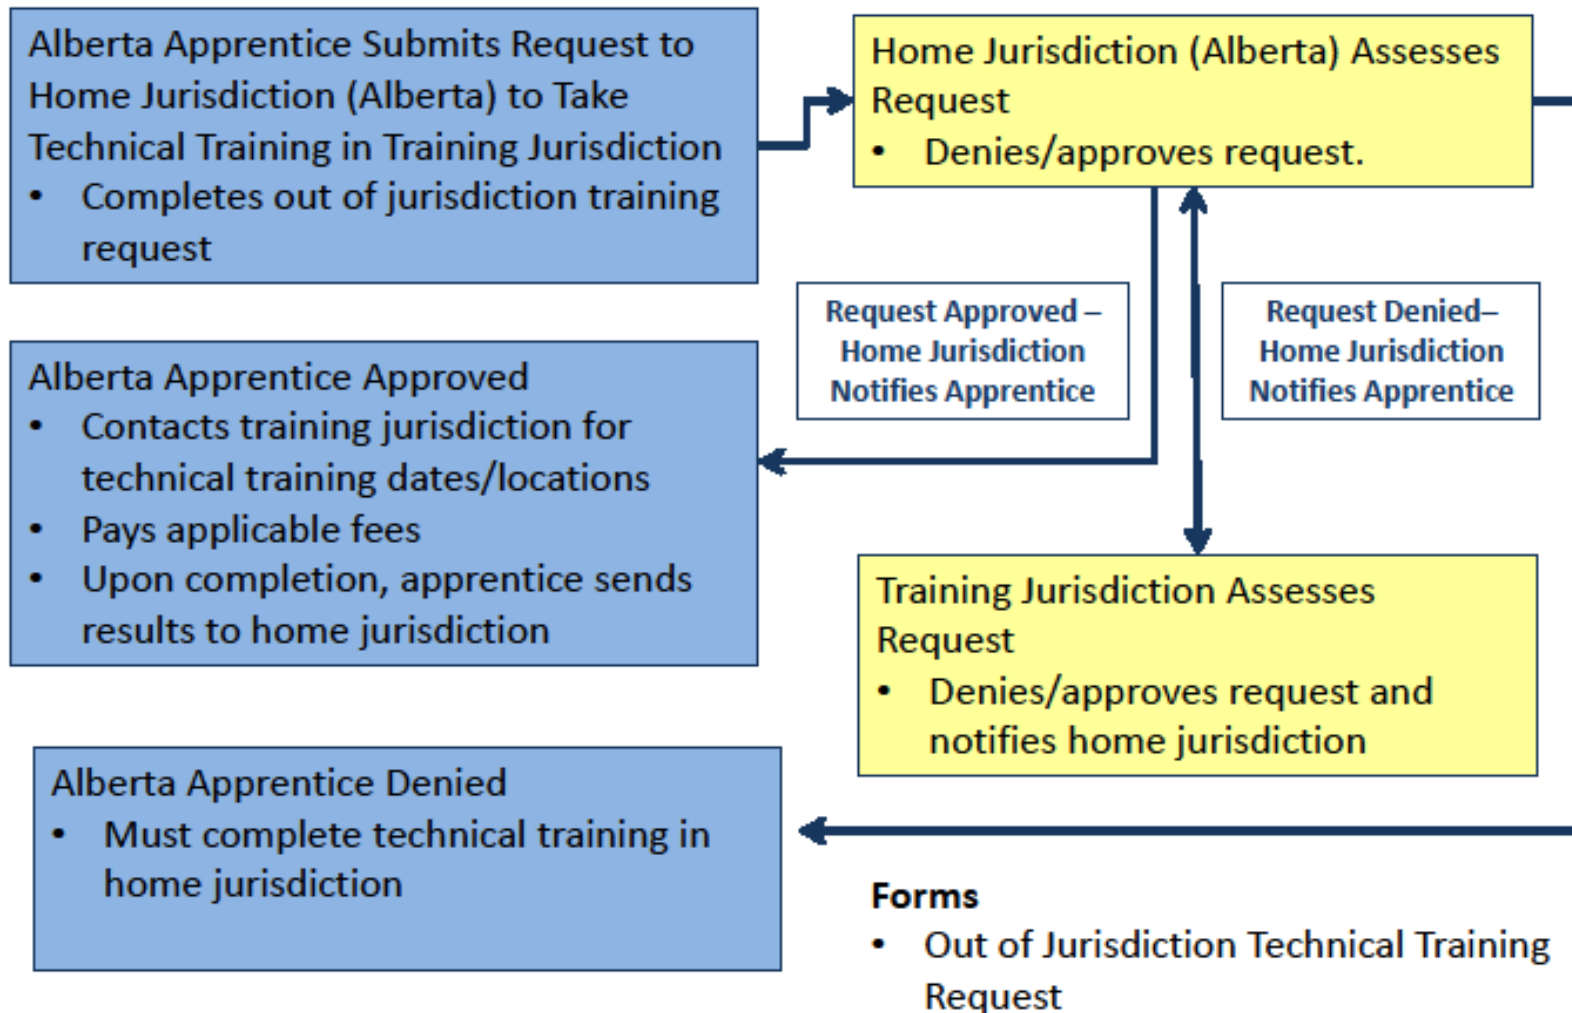 Alberta Apprentice Submits Request to
Home Jurisdiction (Alberta) to Take
Technical Training in Training Jurisdiction
• Completes out of jurisdiction training
request
Home Jurisdiction (Alberta) Assesses
Request
• Denies/approves request.
Request Approved –
Home Jurisdiction
Notifies Apprentice
Request Denied–
Home Jurisdiction
Notifies Apprentice
Alberta Apprentice Approved
• Contacts training jurisdiction for
technical training dates/locations
• Pays applicable fees
• Upon completion, apprentice sends
results to home jurisdiction
Training Jurisdiction Assesses
Request
• Denies/approves request and
notifies home jurisdiction
Alberta Apprentice Denied
• Must complete technical training in
home jurisdiction
Forms
• Out of Jurisdiction Technical Training
Request